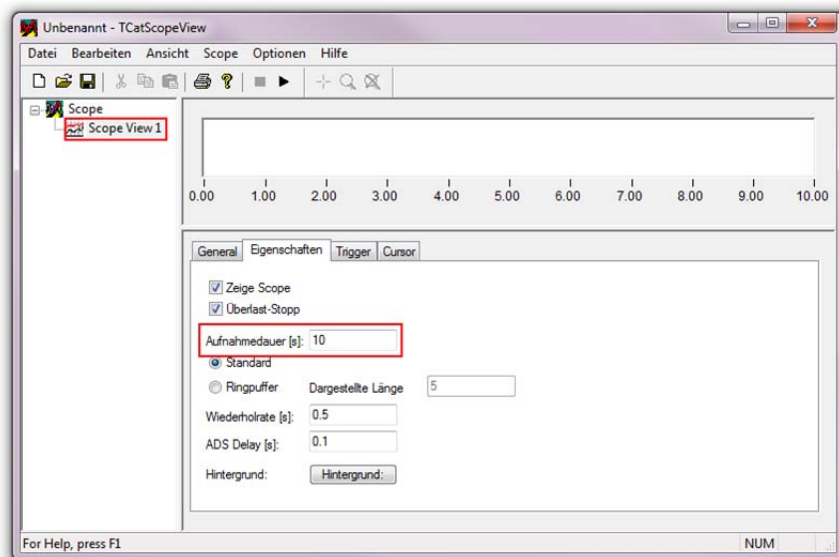 Unbenannt - TCatScopeView
Datei Bearbeiten Ansicht Scope Optionen Hilfe
Scope
Scope View 1
0.00 1.00 2.00 3.00 4.00 5.00 6.00 7.00 8.00 9.00 10.00
General Eigenschaften Trigger Cursor
Zeige Scope
Überlast-Stopp
Aufnahmedauer [s]: 10
Standard
Ringpuffer Dargestellte Länge 5
Wiederholrate [s]: 0.5
ADS Delay [s]: 0.1
Hintergrund: Hintergrund:
For Help, press F1 NUM